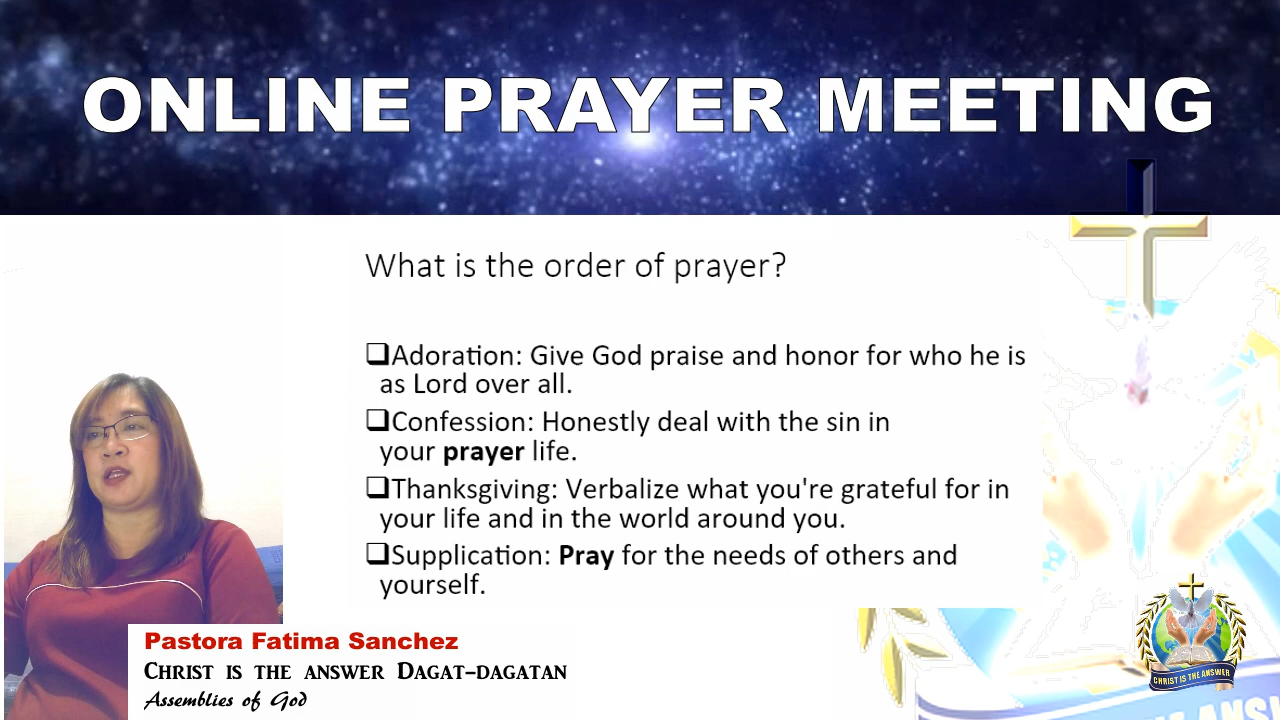 ONLINE PRAYER MEETING
What is the order of prayer?
❑Adoration: Give God praise and honor for who he is
as Lord over all.
❑Confession: Honestly deal with the sin in
your prayer life.
❑Thanksgiving: Verbalize what you're grateful for in
your life and in the world around you.
❑Supplication: Pray for the needs of others and
yourself.
Pastora Fatima Sanchez
Christ is the answer Dagat-dagatan
Assemblies of God
CHRIST IS THE ANSWER